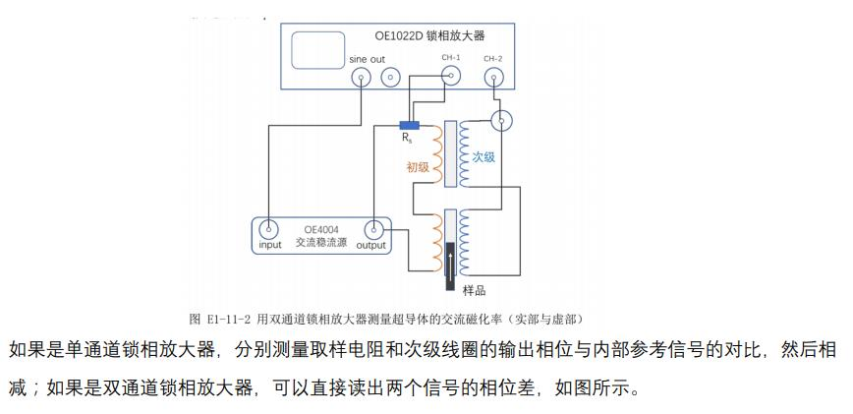 OE1022D 锁相放大器
sine out
CH-1
CH-2
Rs
初级
次级
OE4004
交流稳流源
input
output
样品
图 E1-11-2 用双通道锁相放大器测量超导体的交流磁化率（实部与虚部）
如果是单通道锁相放大器，分别测量取样电阻和次级线圈的输出相位与内部参考信号的对比，然后相
减；如果是双通道锁相放大器，可以直接读出两个信号的相位差，如图所示。